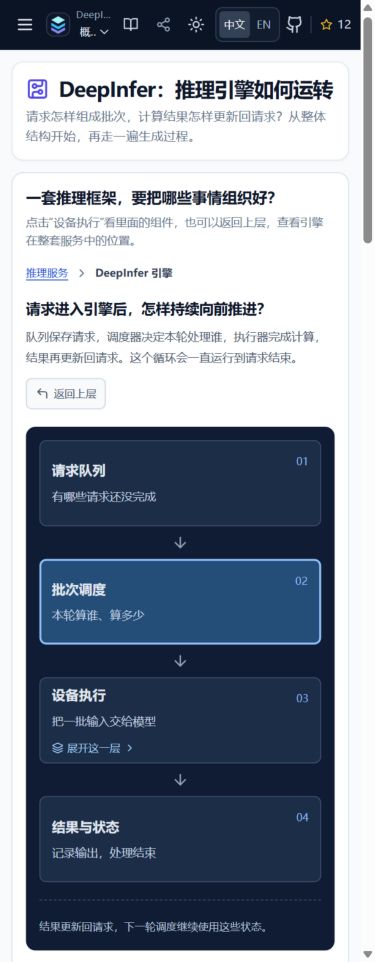 DeepI...
概..
中文 EN
12
DeepInfer：推理引擎如何运转
请求怎样组成批次，计算结果怎样更新回请求？从整体
结构开始，再走一遍生成过程。
一套推理框架，要把哪些事情组织好？
点击“设备执行”看里面的组件，也可以返回上层，查看引擎
在整套服务中的位置。
推理服务 > DeepInfer 引擎
请求进入引擎后，怎样持续向前推进？
队列保存请求，调度器决定本轮处理谁，执行器完成计算，
结果再更新回请求。这个循环会一直运行到请求结束。
返回上层
请求队列 01
有哪些请求还没完成
批次调度 02
本轮算谁、算多少
设备执行 03
把一批输入交给模型
展开这一层 >
结果与状态 04
记录输出，处理结束
结果更新回请求，下一轮调度继续使用这些状态。